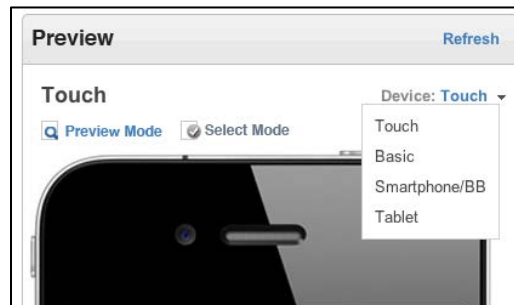 Preview Refresh
Touch Device: Touch
Preview Mode Select Mode
Touch
Basic
Smartphone/BB
Tablet